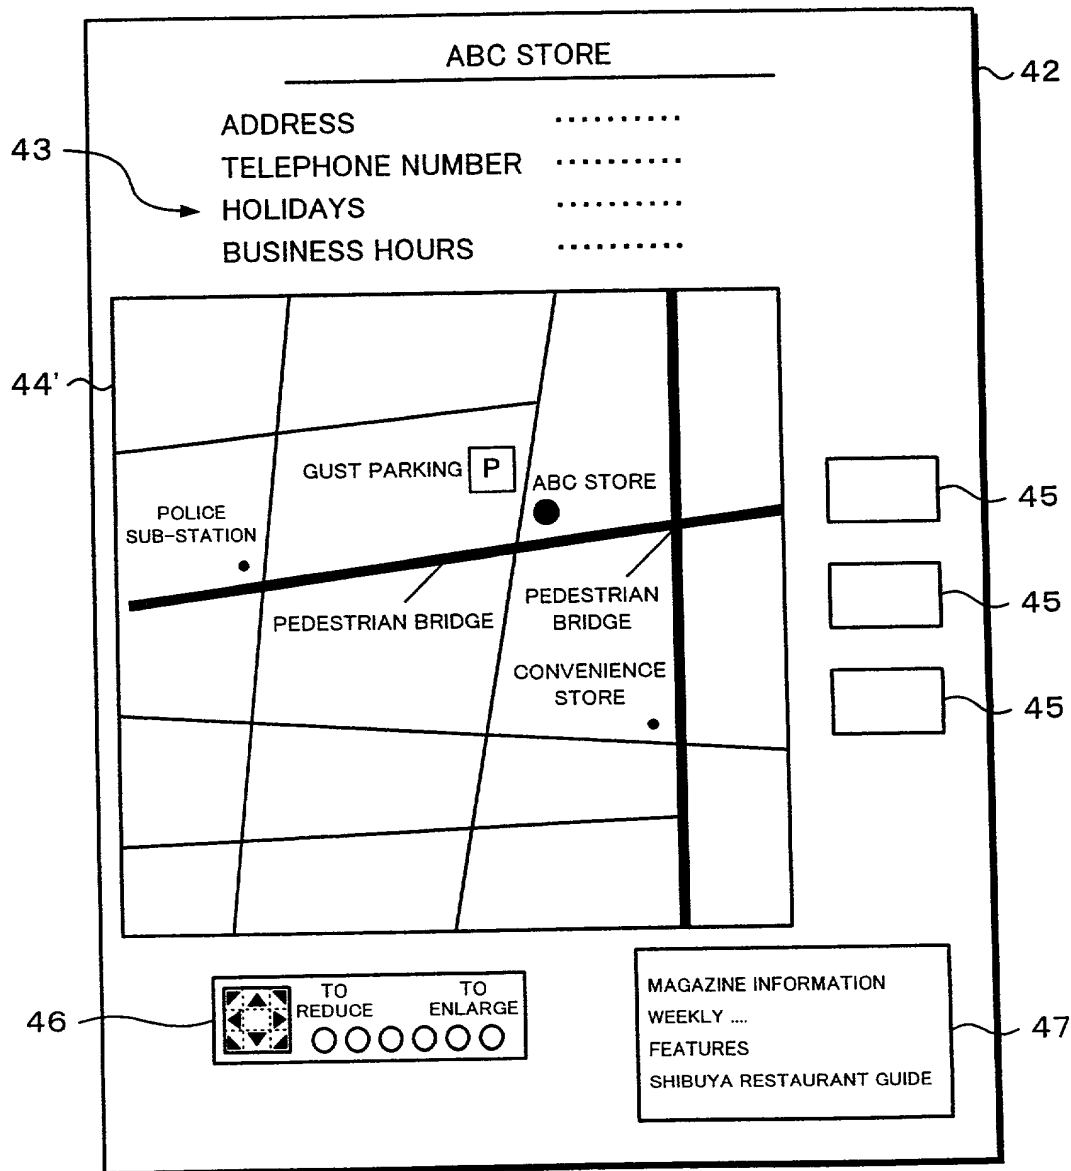 ABC STORE
42
ADDRESS ..........
43
TELEPHONE NUMBER ..........
HOLIDAYS ..........
BUSINESS HOURS ..........
44'
GUST PARKING P
ABC STORE
POLICE
SUB-STATION
45
PEDESTRIAN BRIDGE
PEDESTRIAN
BRIDGE
45
CONVENIENCE
STORE
45
46
TO
REDUCE
TO
ENLARGE
MAGAZINE INFORMATION
WEEKLY ....
FEATURES
SHIBUYA RESTAURANT GUIDE
47